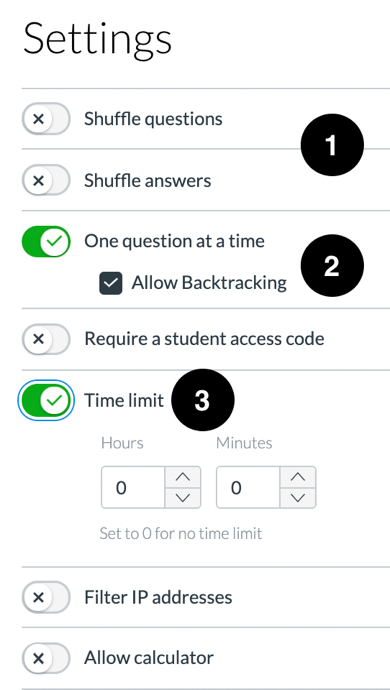 Settings
Shuffle questions
1
Shuffle answers
One question at a time
2
Allow Backtracking
Require a student access code
Time limit 3
Hours Minutes
0 0
Set to 0 for no time limit
Filter IP addresses
Allow calculator